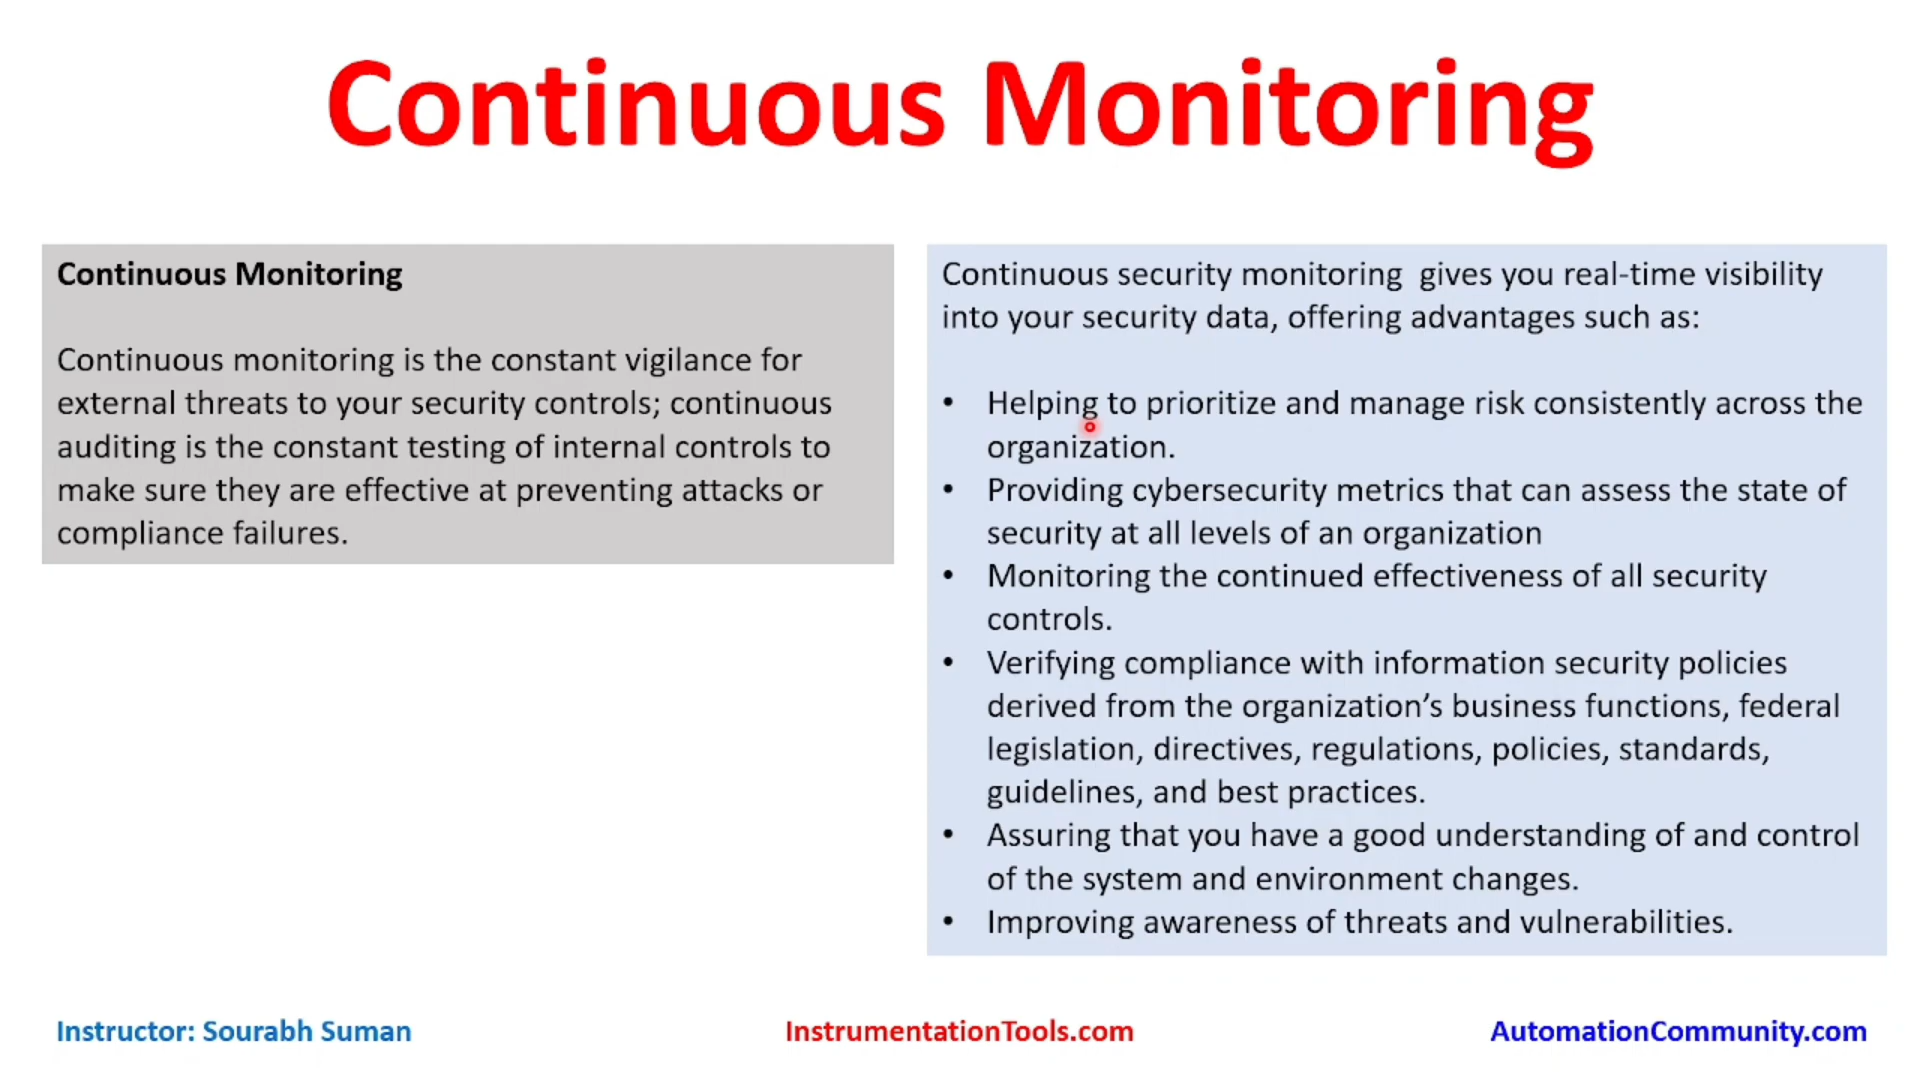 Continuous Monitoring
Continuous Monitoring
Continuous monitoring is the constant vigilance for
external threats to your security controls; continuous
auditing is the constant testing of internal controls to
make sure they are effective at preventing attacks or
compliance failures.
Continuous security monitoring  gives you real-time visibility
into your security data, offering advantages such as:
• Helping to prioritize and manage risk consistently across the
organization.
• Providing cybersecurity metrics that can assess the state of
security at all levels of an organization
• Monitoring the continued effectiveness of all security
controls.
• Verifying compliance with information security policies
derived from the organization’s business functions, federal
legislation, directives, regulations, policies, standards,
guidelines, and best practices.
• Assuring that you have a good understanding of and control
of the system and environment changes.
• Improving awareness of threats and vulnerabilities.
Instructor: Sourabh Suman
InstrumentationTools.com
AutomationCommunity.com